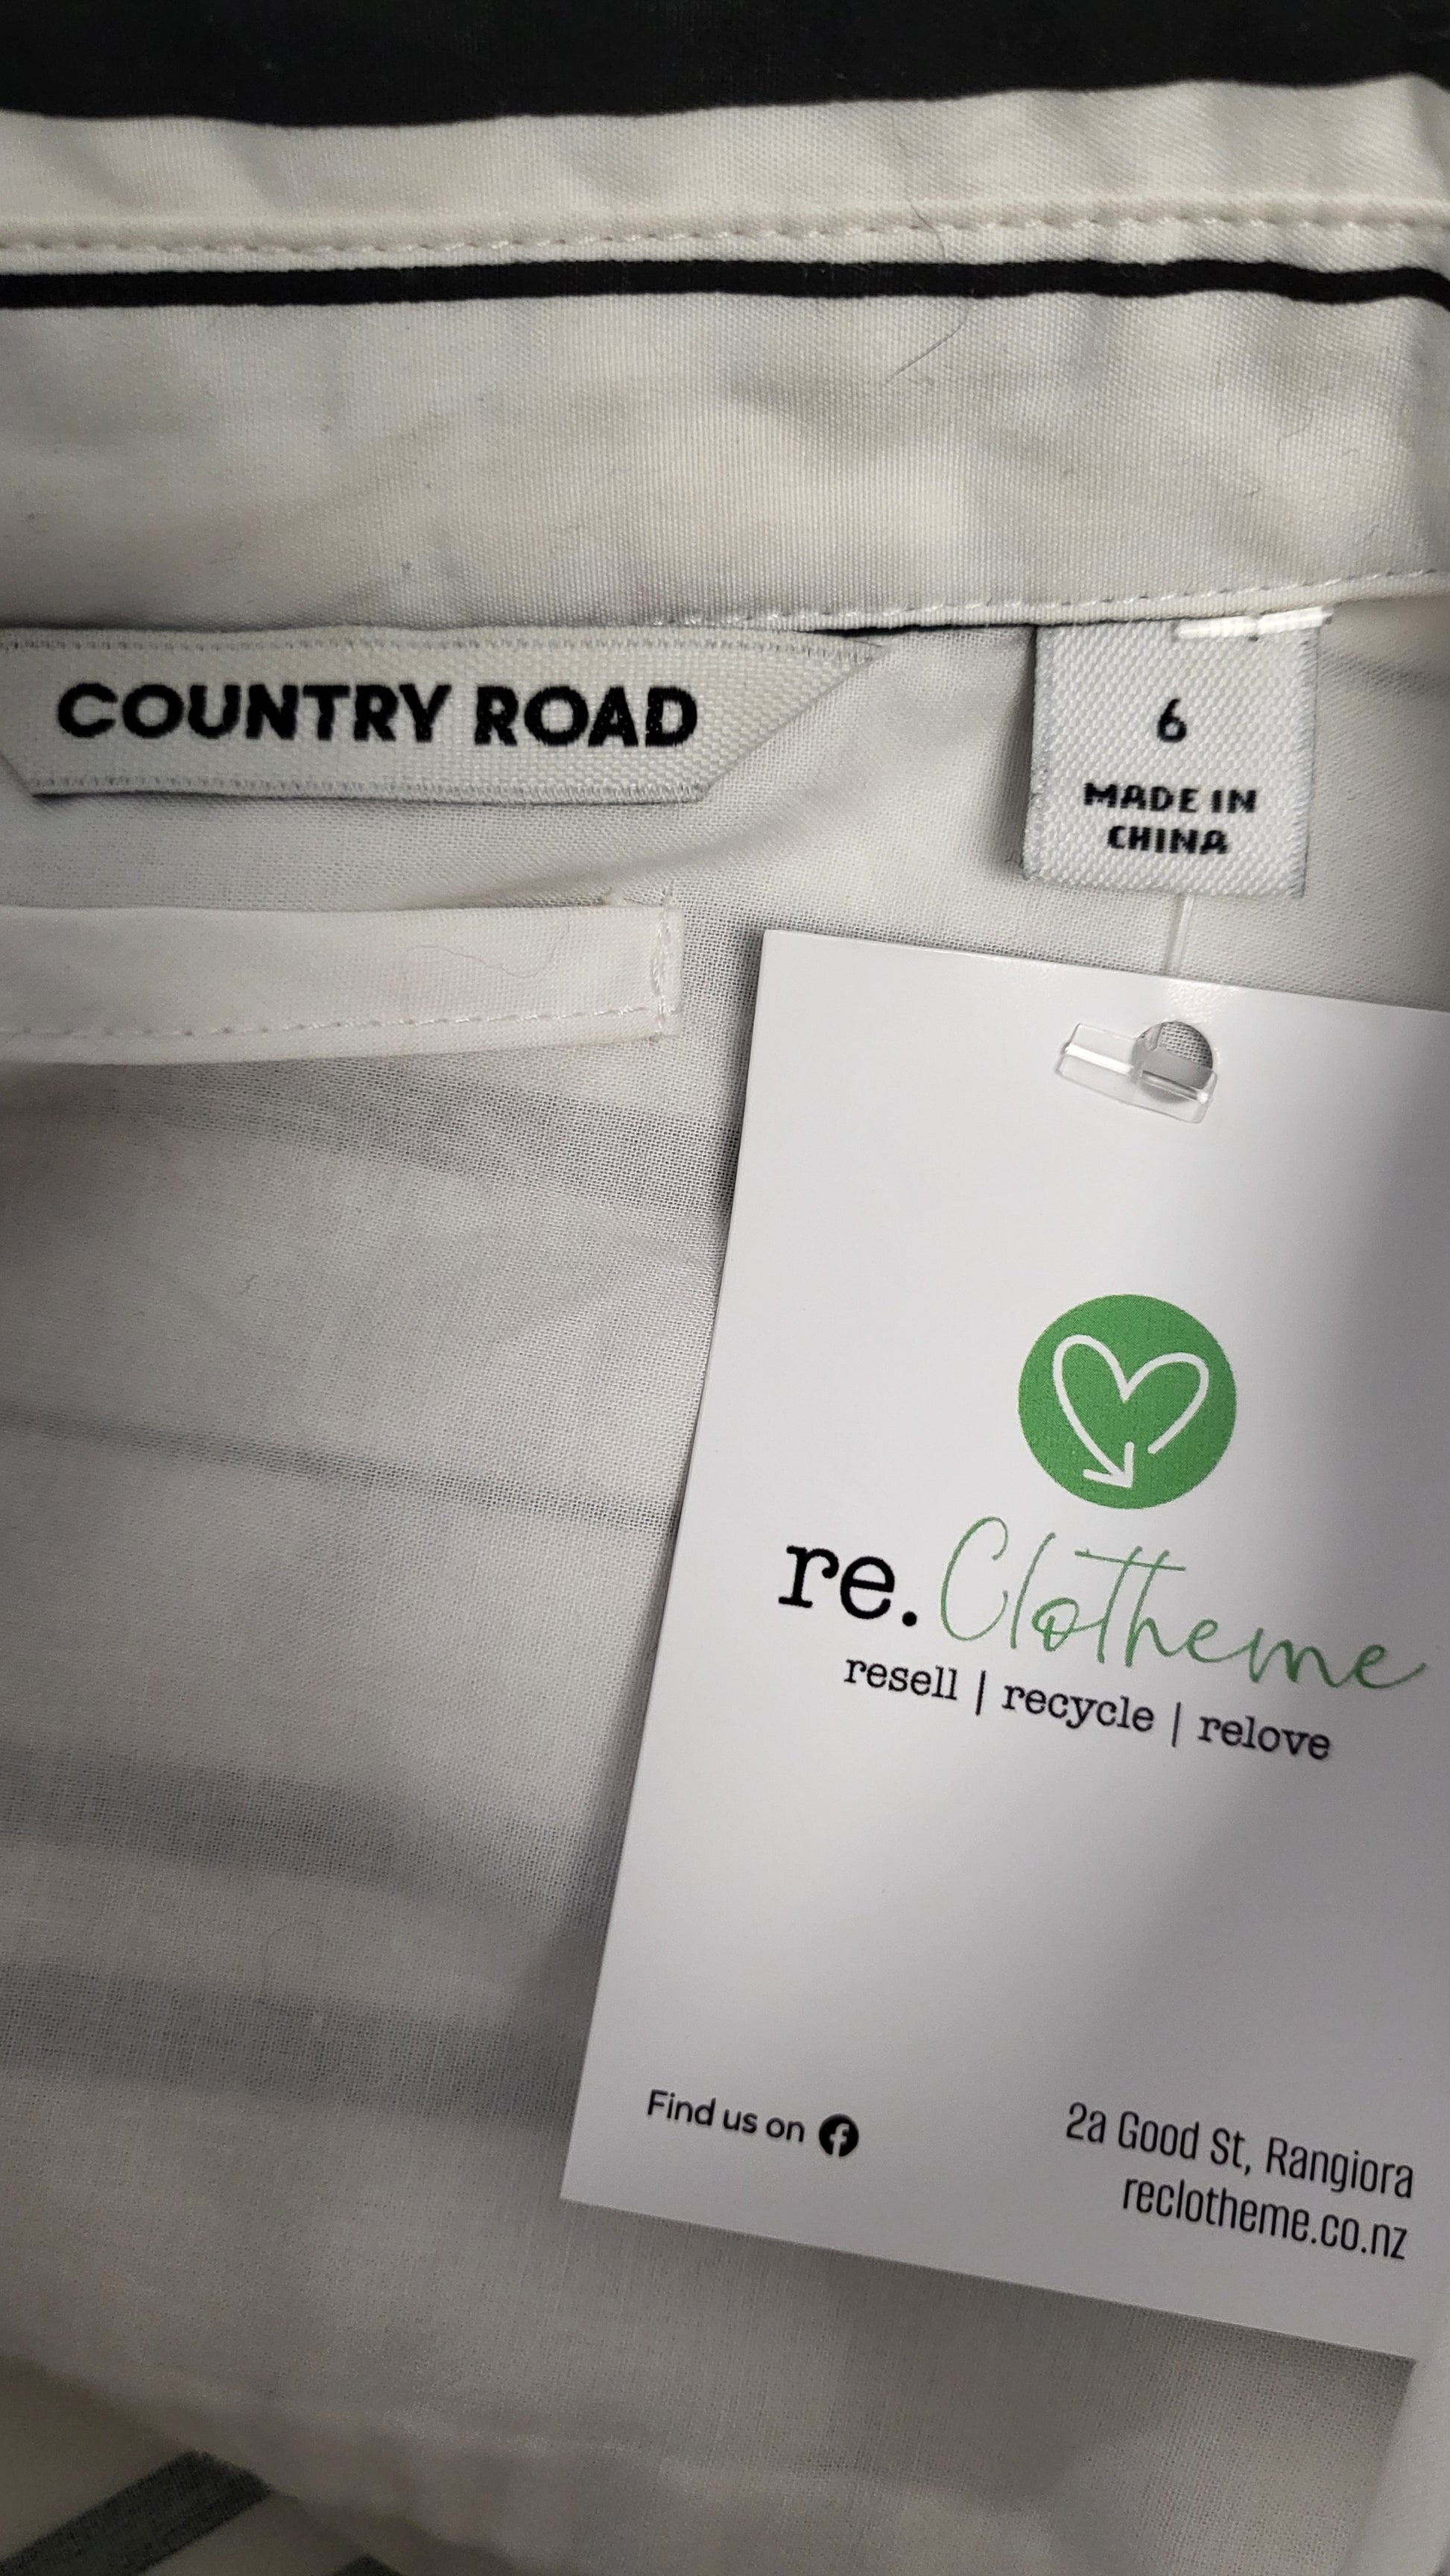 COUNTRY ROAD
6
MADE IN
CHINA
re.Clotheme
resell | recycle | relove
Find us on
2a Good St, Rangiora
reclotheme.co.nz